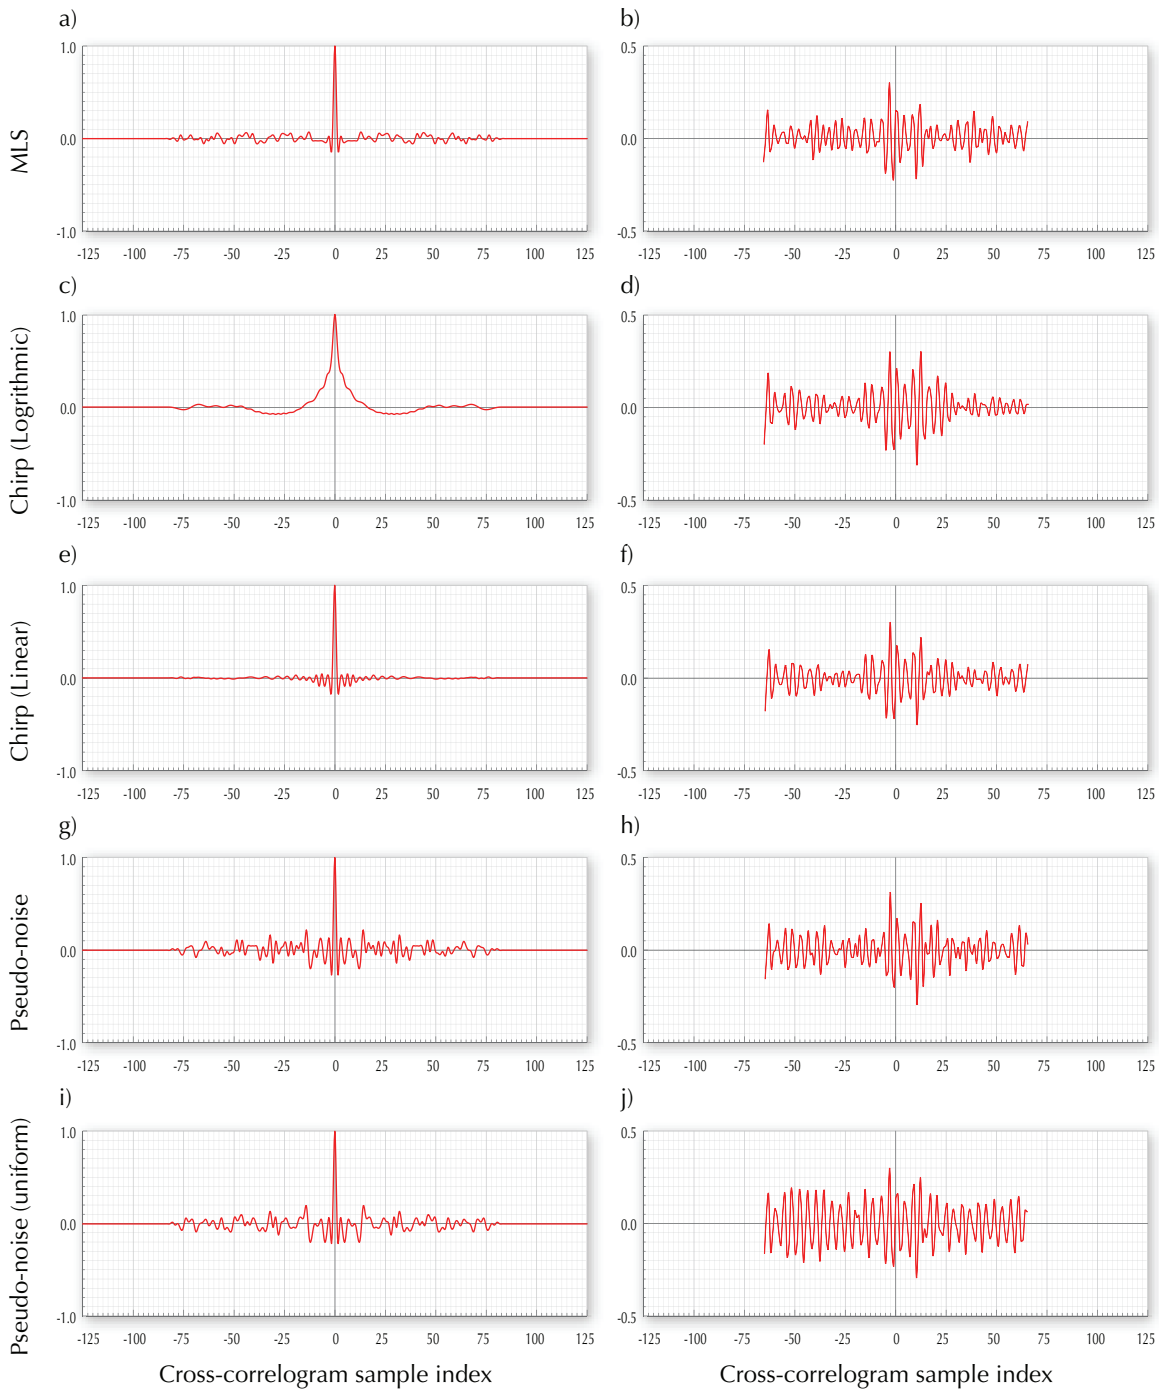 a)
b)
MLS
1.0
0.0
-1.0
-125 -100 -75 -50 -25 0 25 50 75 100 125
0.5
0.0
-0.5
-125 -100 -75 -50 -25 0 25 50 75 100 125
c)
d)
Chirp (Logrithmic)
1.0
0.0
-1.0
-125 -100 -75 -50 -25 0 25 50 75 100 125
0.5
0.0
-0.5
-125 -100 -75 -50 -25 0 25 50 75 100 125
e)
f)
Chirp (Linear)
1.0
0.0
-1.0
-125 -100 -75 -50 -25 0 25 50 75 100 125
0.5
0.0
-0.5
-125 -100 -75 -50 -25 0 25 50 75 100 125
g)
h)
Pseudo-noise
1.0
0.0
-1.0
-125 -100 -75 -50 -25 0 25 50 75 100 125
0.5
0.0
-0.5
-125 -100 -75 -50 -25 0 25 50 75 100 125
i)
j)
Pseudo-noise (uniform)
1.0
0.0
-1.0
-125 -100 -75 -50 -25 0 25 50 75 100 125
0.5
0.0
-0.5
-125 -100 -75 -50 -25 0 25 50 75 100 125
Cross-correlogram sample index
Cross-correlogram sample index